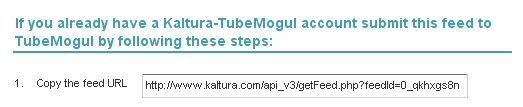 If you already have a Kaltura-TubeMogul account submit this feed to
TubeMogul by following these steps:
1. Copy the feed URL http://www.kaltura.com/api_v3/getFeed.php?feedId=0_qkhxgs8n